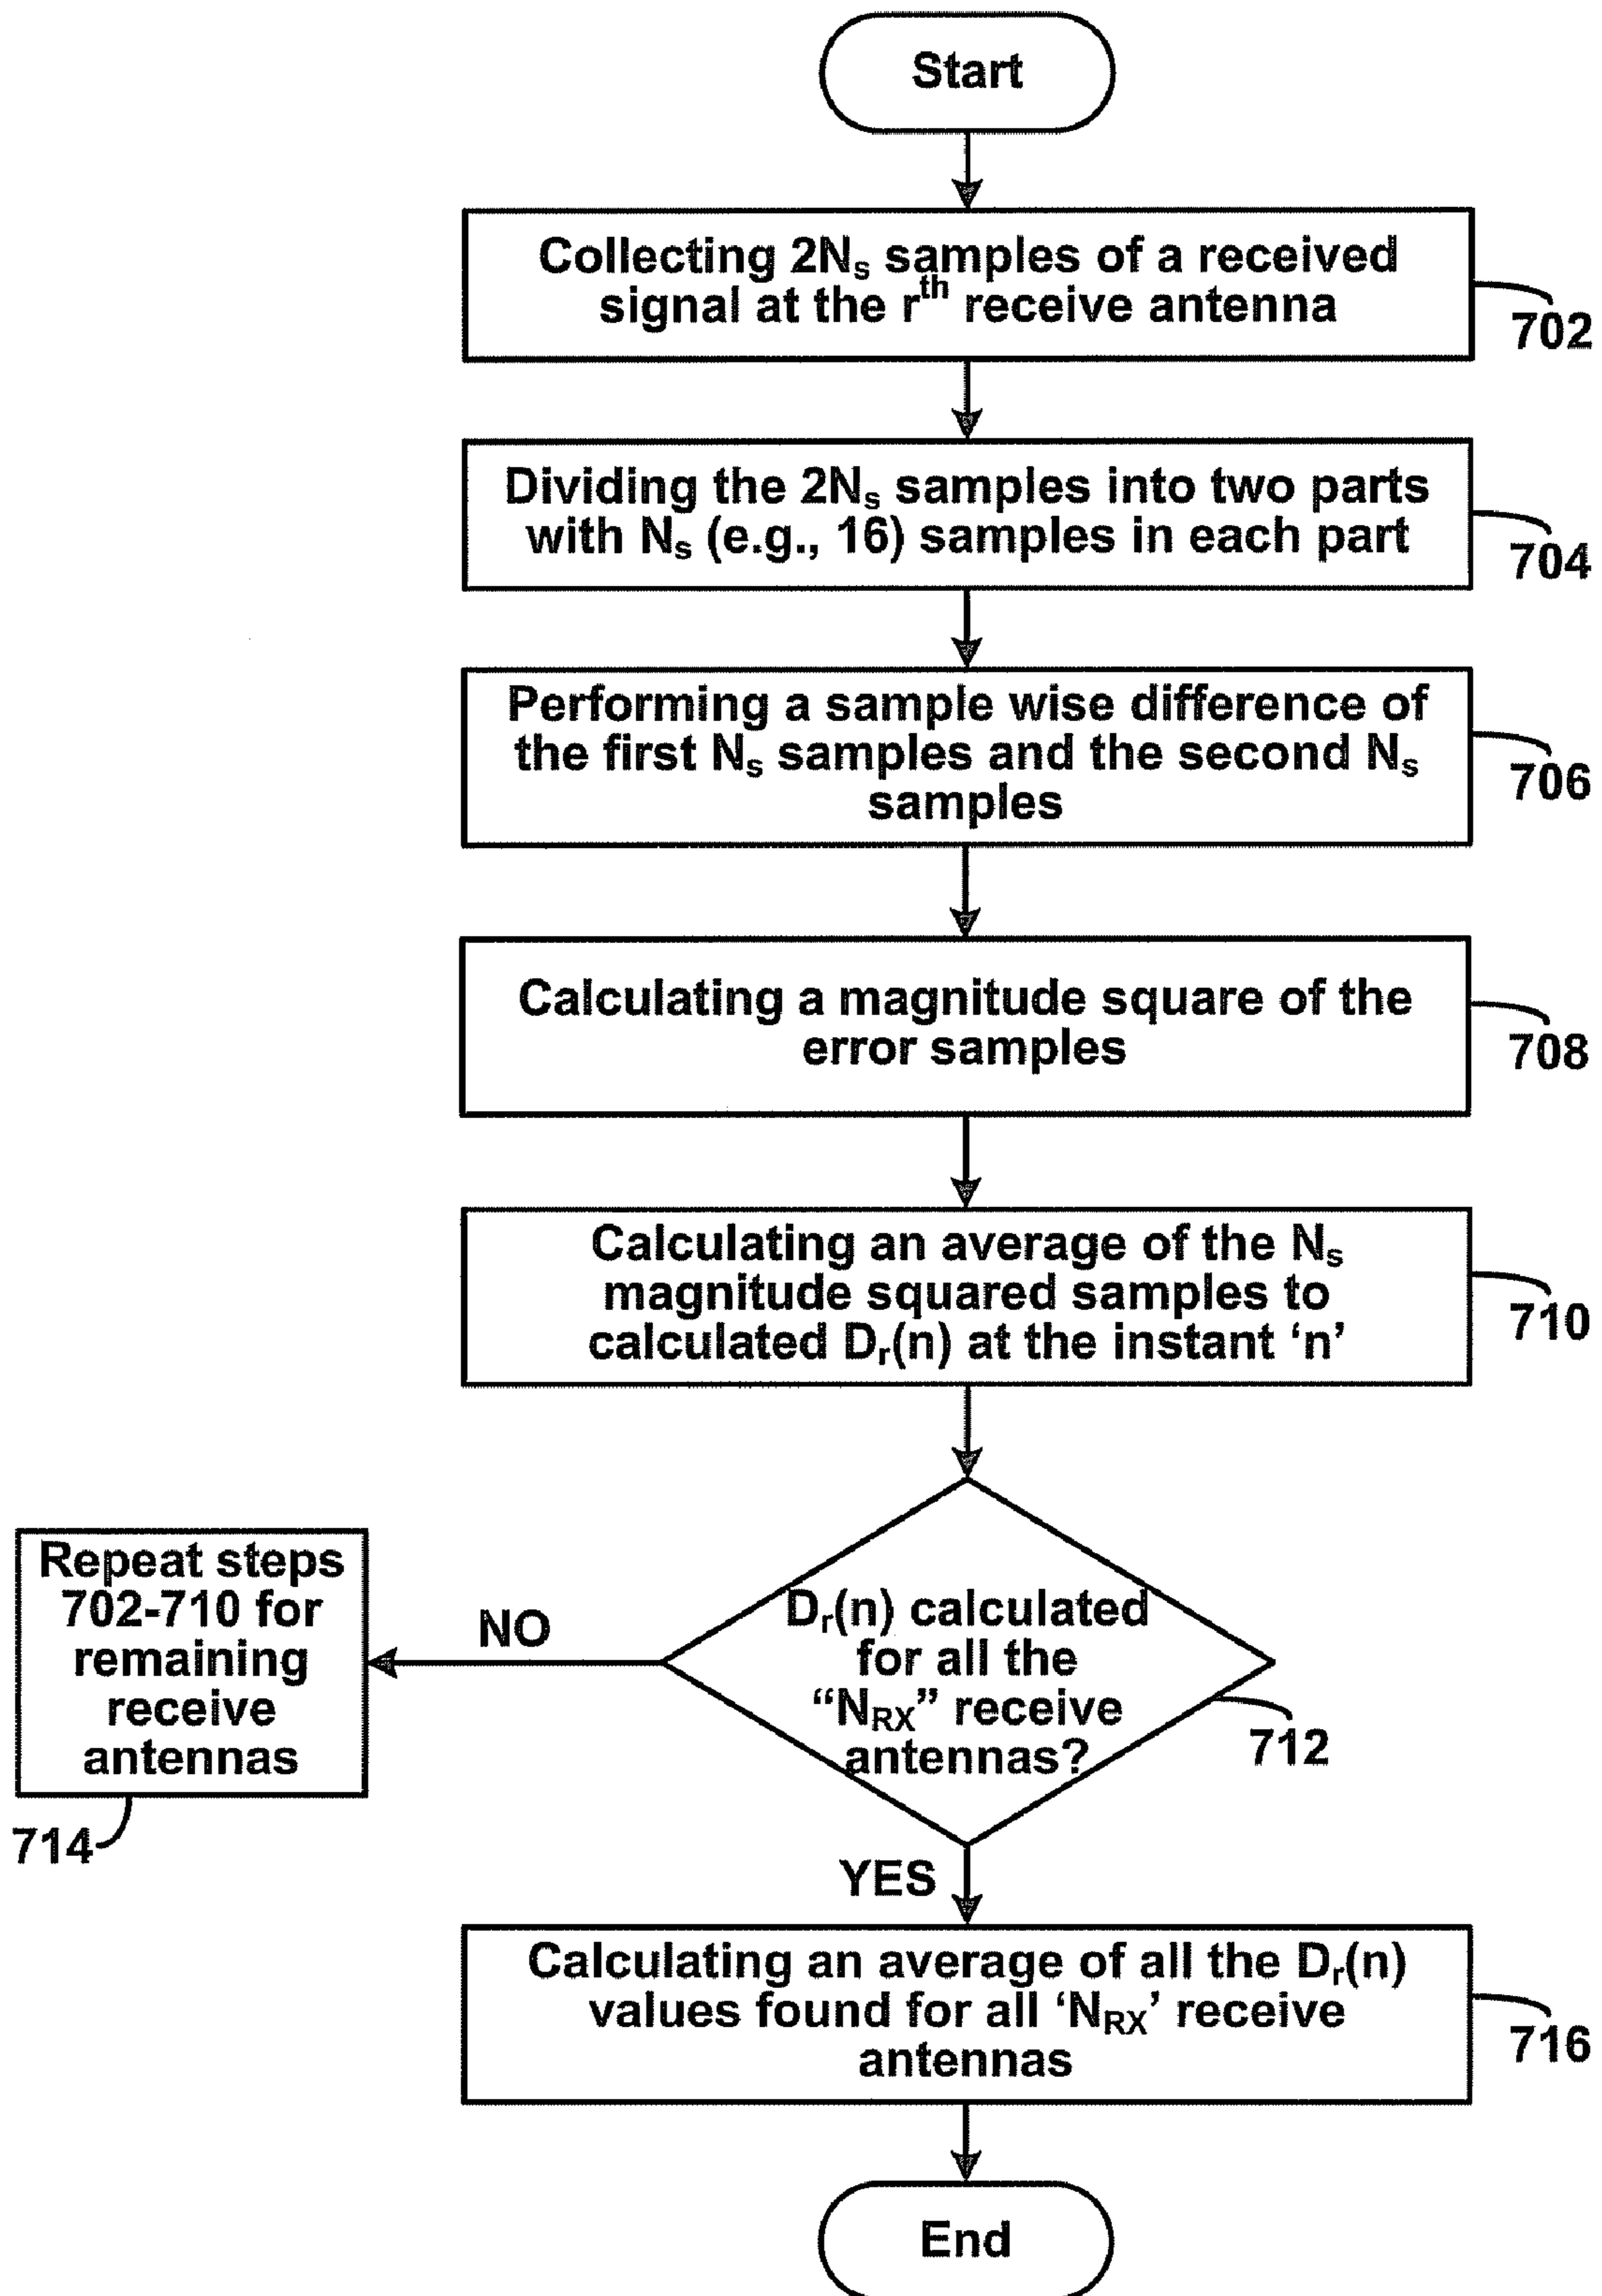 Start
Collecting 2Ns samples of a received
signal at the rth receive antenna
702
Dividing the 2Ns samples into two parts
with Ns (e.g., 16) samples in each part
704
Performing a sample wise difference of
the first Ns samples and the second Ns
samples
706
Calculating a magnitude square of the
error samples
708
Calculating an average of the Ns
magnitude squared samples to
calculated Dr(n) at the instant ‘n’
710
Dr(n) calculated
for all the
“NRX” receive
antennas?
712
NO
Repeat steps
702-710 for
remaining
receive
antennas
714
YES
Calculating an average of all the Dr(n)
values found for all ‘NRX’ receive
antennas
716
End